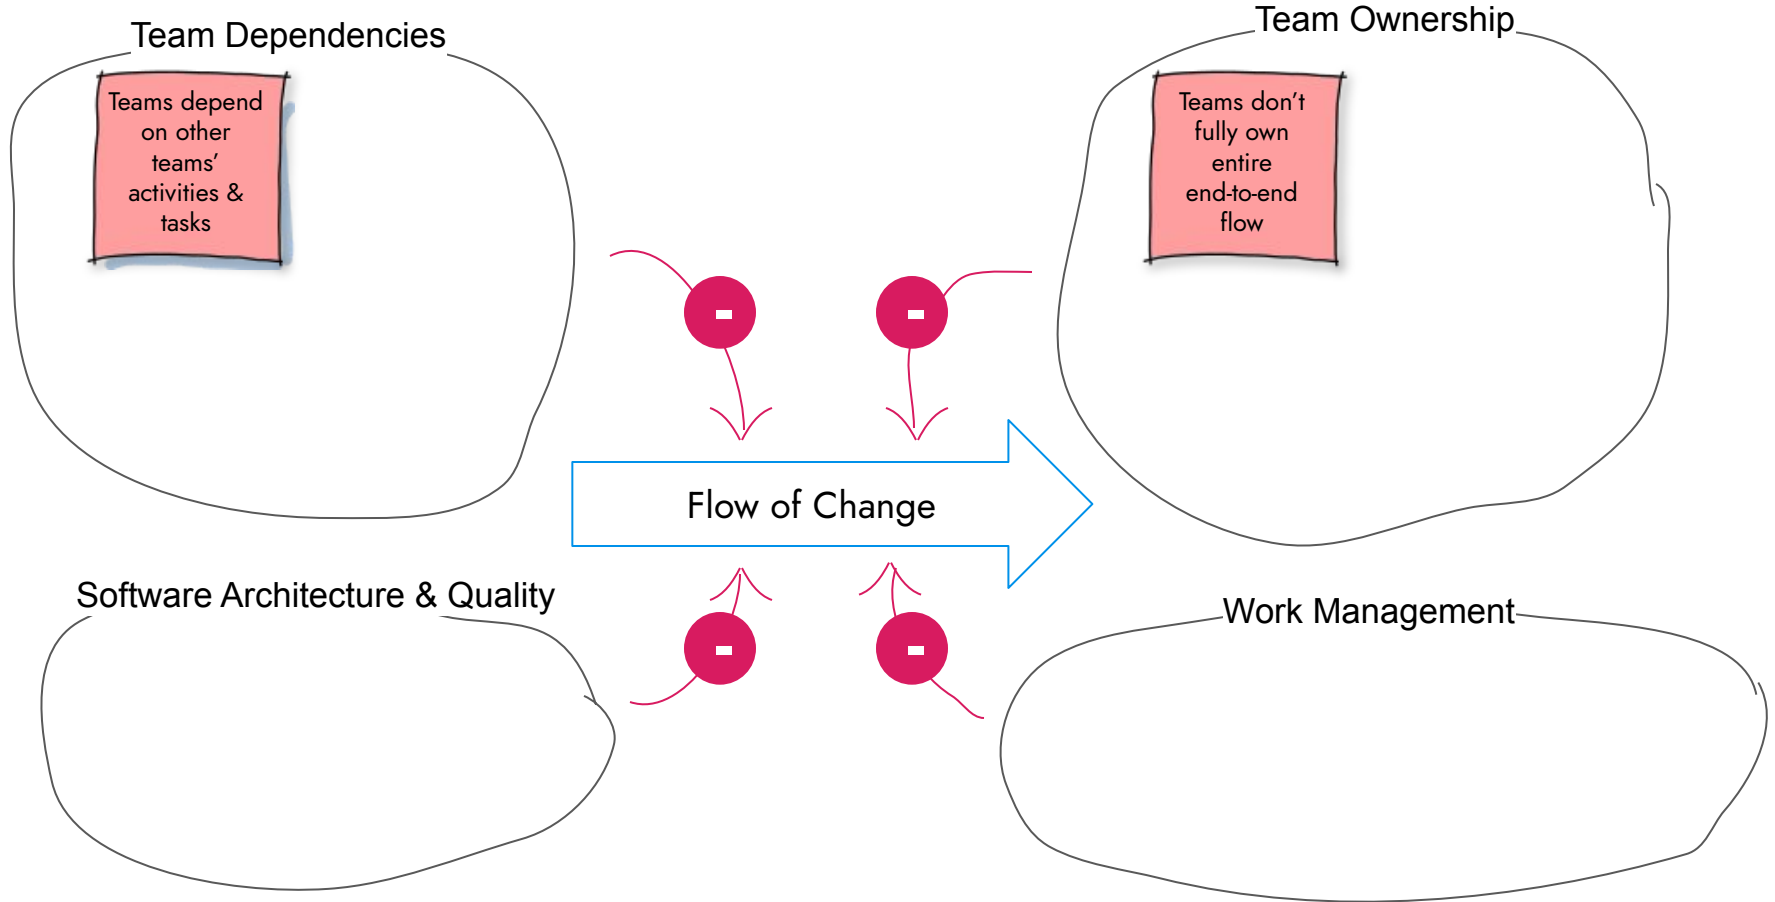 Team Dependencies
Teams depend
on other
teams’
activities &
tasks
Team Ownership
Teams don’t
fully own
entire
end-to-end
flow
-
-
Flow of Change
-
-
Software Architecture & Quality
Work Management